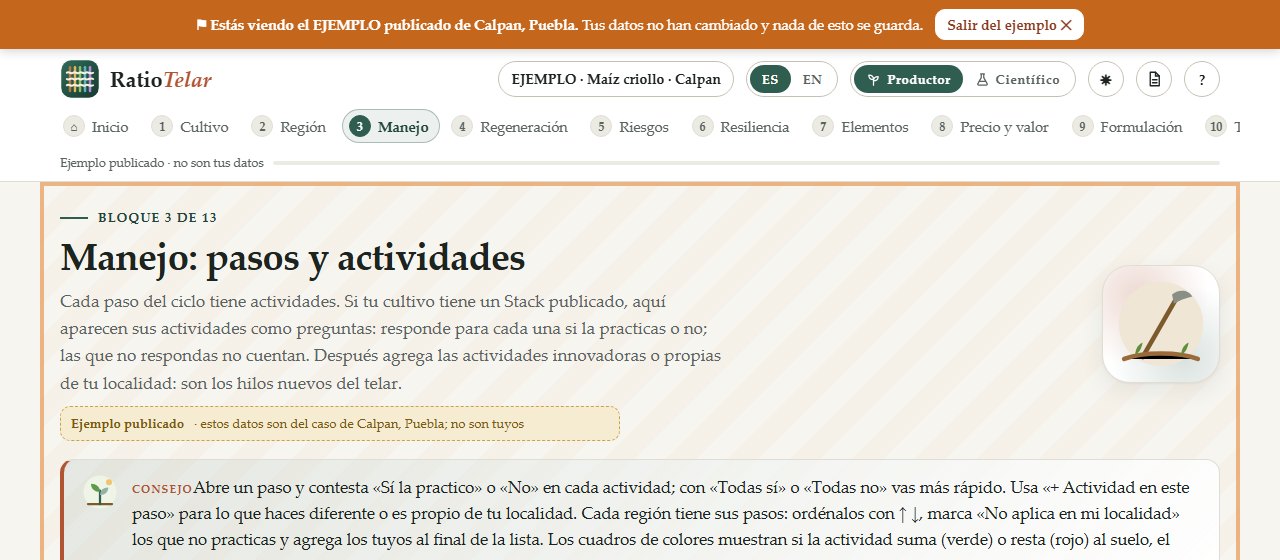 ⚑ Estás viendo el EJEMPLO publicado de Calpan, Puebla. Tus datos no han cambiado y nada de esto se guarda. Salir del ejemplo ✕
RatioTelar
EJEMPLO · Maíz criollo · Calpan
ES EN
Productor Científico
?
⌂ Inicio 1 Cultivo 2 Región 3 Manejo 4 Regeneración 5 Riesgos 6 Resiliencia 7 Elementos 8 Precio y valor 9 Formulación 10
Ejemplo publicado · no son tus datos
BLOQUE 3 DE 13
Manejo: pasos y actividades
Cada paso del ciclo tiene actividades. Si tu cultivo tiene un Stack publicado, aquí
aparecen sus actividades como preguntas: responde para cada una si la practicas o no;
las que no respondas no cuentan. Después agrega las actividades innovadoras o propias
de tu localidad: son los hilos nuevos del telar.
Ejemplo publicado · estos datos son del caso de Calpan, Puebla; no son tuyos
CONSEJO Abre un paso y contesta «Sí la practico» o «No» en cada actividad; con «Todas sí» o «Todas no» vas más rápido. Usa «+ Actividad en este
paso» para lo que haces diferente o es propio de tu localidad. Cada región tiene sus pasos: ordénalos con ↑ ↓, marca «No aplica en mi localidad»
los que no practicas y agrega los tuyos al final de la lista. Los cuadros de colores muestran si la actividad suma (verde) o resta (rojo) al suelo, el